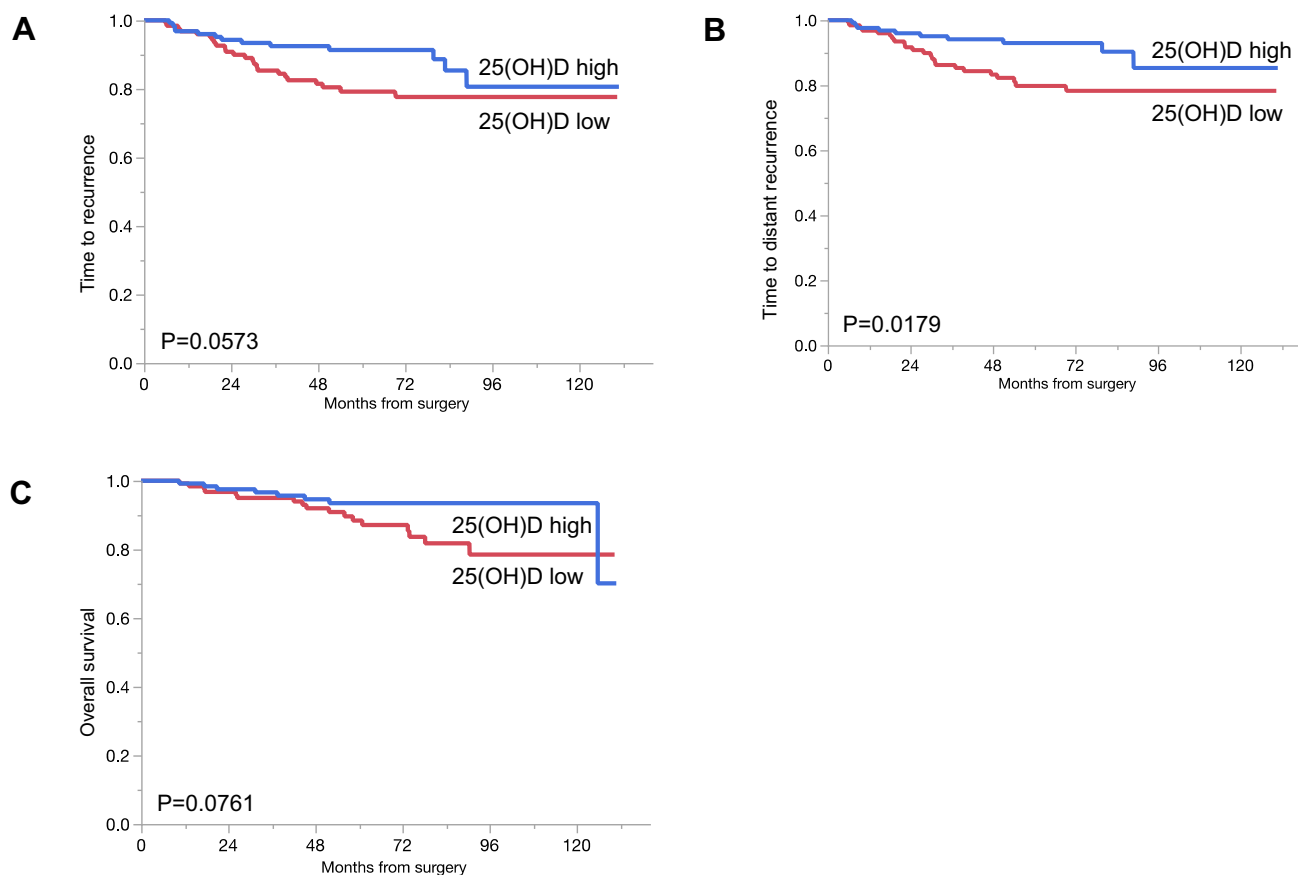 A
Time to recurrence
1.0
0.8
0.6
0.4
0.2
0.0
25(OH)D high
25(OH)D low
P=0.0573
0 24 48 72 96 120
Months from surgery
B
Time to distant recurrence
1.0
0.8
0.6
0.4
0.2
0.0
25(OH)D high
25(OH)D low
P=0.0179
0 24 48 72 96 120
Months from surgery
C
Overall survival
1.0
0.8
0.6
0.4
0.2
0.0
25(OH)D high
25(OH)D low
P=0.0761
0 24 48 72 96 120
Months from surgery